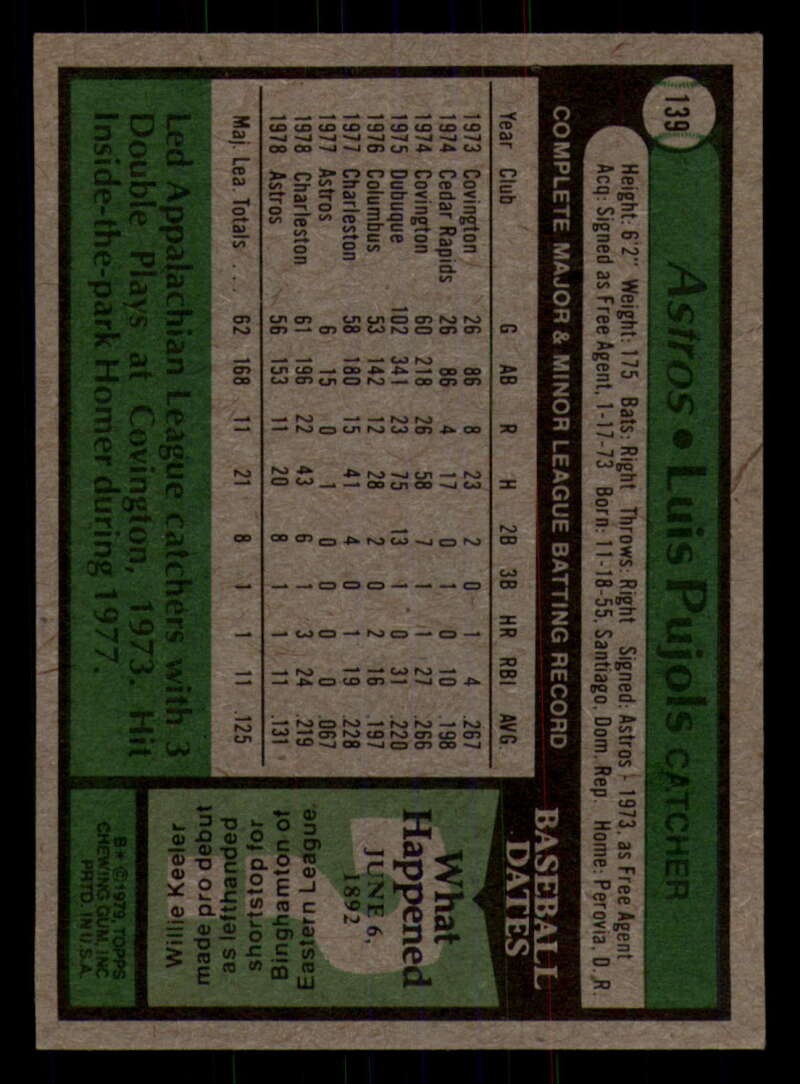 139
Astros • Luis Pujols CATCHER
Height: 6'2" Weight: 175 Bats: Right Throws: Right Signed: Astros - 1973, as Free Agent
Acq: Signed as Free Agent, 1-17-73 Born: 11-18-55, Santiago, Dom. Rep. Home: Perovia, D.R.
COMPLETE MAJOR & MINOR LEAGUE BATTING RECORD
Year Club G AB R H 2B 3B HR RBI AVG.
1973 Covington 26 86 8 23 2 0 1 4 .267
1974 Cedar Rapids 26 86 4 17 0 1 0 10 .198
1974 Covington 60 218 26 58 7 1 1 27 .266
1975 Dubuque 102 341 23 75 13 1 0 31 .220
1976 Columbus 53 142 12 28 2 0 2 16 .197
1977 Charleston 58 180 15 41 4 0 1 19 .228
1977 Astros 6 15 0 1 0 0 0 0 .067
1978 Charleston 61 196 22 43 6 1 3 24 .219
1978 Astros 56 153 11 20 8 1 1 11 .131
Maj. Lea. Totals .... 62 168 11 21 8 1 1 11 .125
Led Appalachian League catchers with 3
Double Plays at Covington, 1973. Hit
Inside-the-park Homer during 1977.
BASEBALL
DATES
What
Happened
JUNE 6,
1892
Willie Keeler
made pro debut
as lefthanded
shortstop for
Binghamton of
Eastern League.
B* ©1979 TOPPS
CHEWING GUM, INC
PRTD. IN U.S.A.